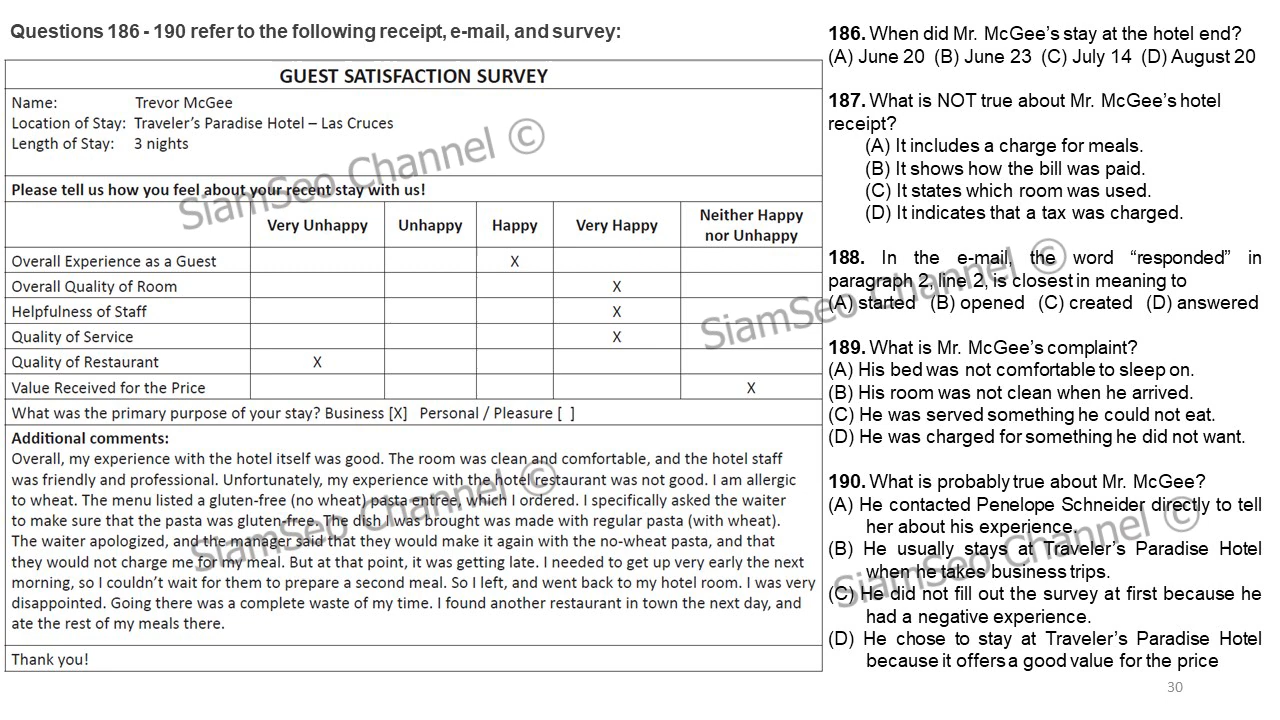 Questions 186 - 190 refer to the following receipt, e-mail, and survey:
GUEST SATISFACTION SURVEY
Name: Trevor McGee
Location of Stay: Traveler's Paradise Hotel – Las Cruces
Length of Stay: 3 nights
Please tell us how you feel about your recent stay with us!
Very Unhappy Unhappy Happy Very Happy Neither Happy
nor Unhappy
Overall Experience as a Guest X
Overall Quality of Room X
Helpfulness of Staff X
Quality of Service X
Quality of Restaurant X
Value Received for the Price X
What was the primary purpose of your stay? Business [X] Personal / Pleasure [ ]
Additional comments:
Overall, my experience with the hotel itself was good. The room was clean and comfortable, and the hotel staff
was friendly and professional. Unfortunately, my experience with the hotel restaurant was not good. I am allergic
to wheat. The menu listed a gluten-free (no wheat) pasta entrée, which I ordered. I specifically asked the waiter
to make sure that the pasta was gluten-free. The dish I was brought was made with regular pasta (with wheat).
The waiter apologized, and the manager said that they would make it again with the no-wheat pasta, and that
they would not charge me for my meal. But at that point, it was getting late. I needed to get up very early the next
morning, so I couldn't wait for them to prepare a second meal. So I left, and went back to my hotel room. I was very
disappointed. Going there was a complete waste of my time. I found another restaurant in town the next day, and
ate the rest of my meals there.
Thank you!
186. When did Mr. McGee's stay at the hotel end?
(A) June 20 (B) June 23 (C) July 14 (D) August 20
187. What is NOT true about Mr. McGee's hotel
receipt?
(A) It includes a charge for meals.
(B) It shows how the bill was paid.
(C) It states which room was used.
(D) It indicates that a tax was charged.
188. In the e-mail, the word "responded" in
paragraph 2, line 2, is closest in meaning to
(A) started (B) opened (C) created (D) answered
189. What is Mr. McGee's complaint?
(A) His bed was not comfortable to sleep on.
(B) His room was not clean when he arrived.
(C) He was served something he could not eat.
(D) He was charged for something he did not want.
190. What is probably true about Mr. McGee?
(A) He contacted Penelope Schneider directly to tell
her about his experience.
(B) He usually stays at Traveler's Paradise Hotel
when he takes business trips.
(C) He did not fill out the survey at first because he
had a negative experience.
(D) He chose to stay at Traveler's Paradise Hotel
because it offers a good value for the price
30
SiamSeo Channel ©
SiamSeo Channel ©
SiamSeo Channel ©
SiamSeo Channel ©